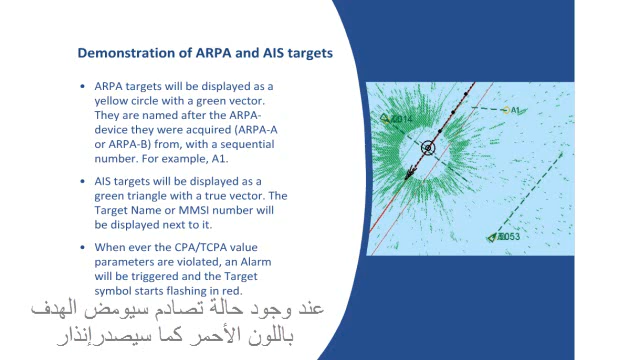 Demonstration of ARPA and AIS targets
• ARPA targets will be displayed as a
yellow circle with a green vector.
They are named after the ARPA-
device they were acquired (ARPA-A
or ARPA-B) from, with a sequential
number. For example, A1.
• AIS targets will be displayed as a
green triangle with a true vector. The
Target Name or MMSI number will
be displayed next to it.
• When ever the CPA/TCPA value
parameters are violated, an Alarm
will be triggered and the Target
symbol starts flashing in red.
عند وجود حالة تصادم سيومض الهدف
باللون الأحمر كما سيصدرإنذار
A1